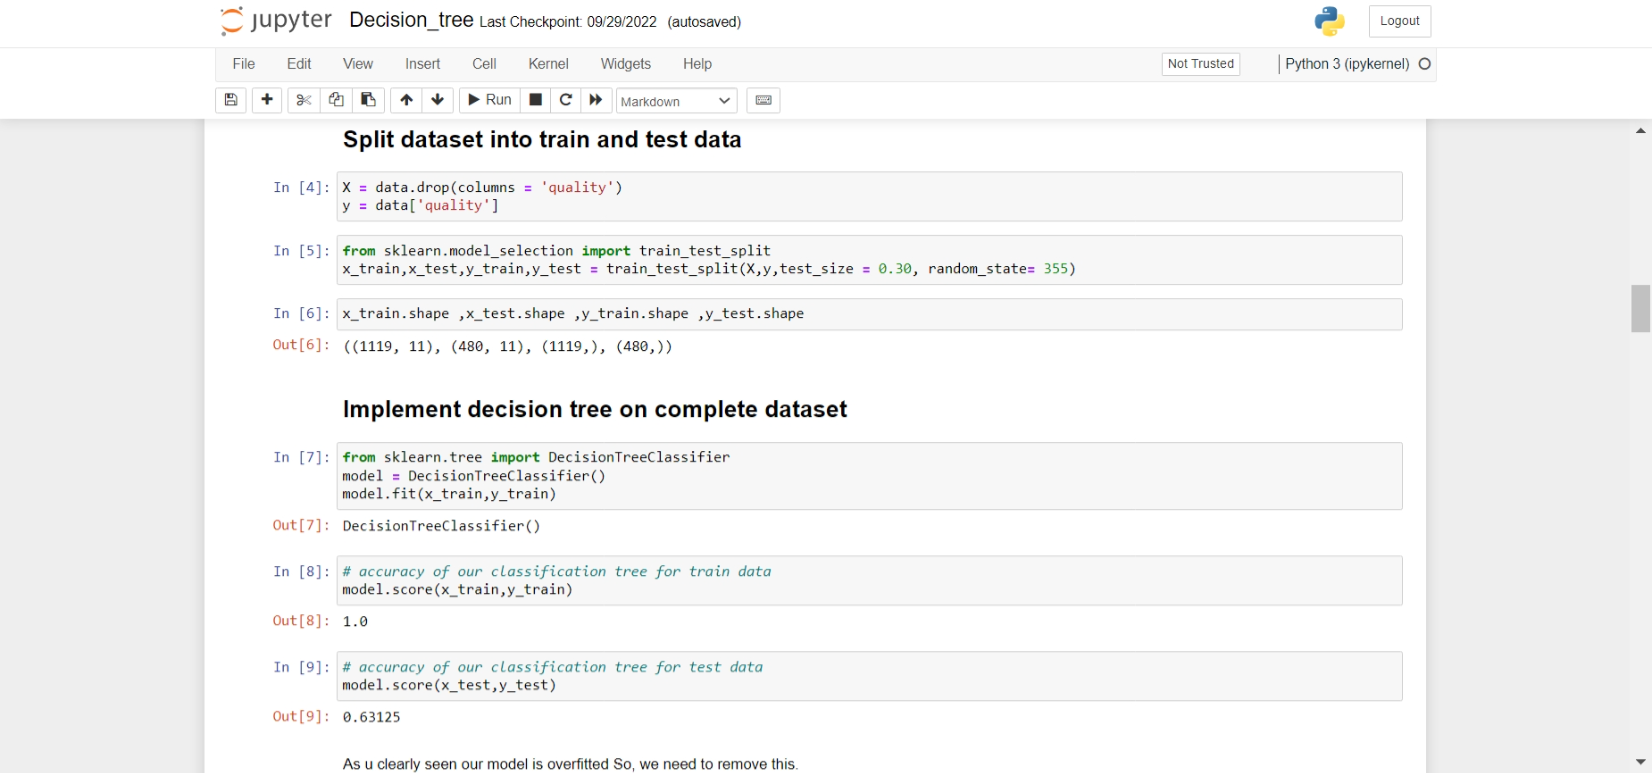 jupyter Decision_tree Last Checkpoint: 09/29/2022 (autosaved) Logout
File Edit View Insert Cell Kernel Widgets Help Not Trusted Python 3 (ipykernel)
Run Markdown
Split dataset into train and test data
In [4]: X = data.drop(columns = 'quality')
y = data['quality']
In [5]: from sklearn.model_selection import train_test_split
x_train,x_test,y_train,y_test = train_test_split(X,y,test_size = 0.30, random_state= 355)
In [6]: x_train.shape ,x_test.shape ,y_train.shape ,y_test.shape
Out[6]: ((1119, 11), (480, 11), (1119,), (480,))
Implement decision tree on complete dataset
In [7]: from sklearn.tree import DecisionTreeClassifier
model = DecisionTreeClassifier()
model.fit(x_train,y_train)
Out[7]: DecisionTreeClassifier()
In [8]: # accuracy of our classification tree for train data
model.score(x_train,y_train)
Out[8]: 1.0
In [9]: # accuracy of our classification tree for test data
model.score(x_test,y_test)
Out[9]: 0.63125
As u clearly seen our model is overfitted So, we need to remove this.